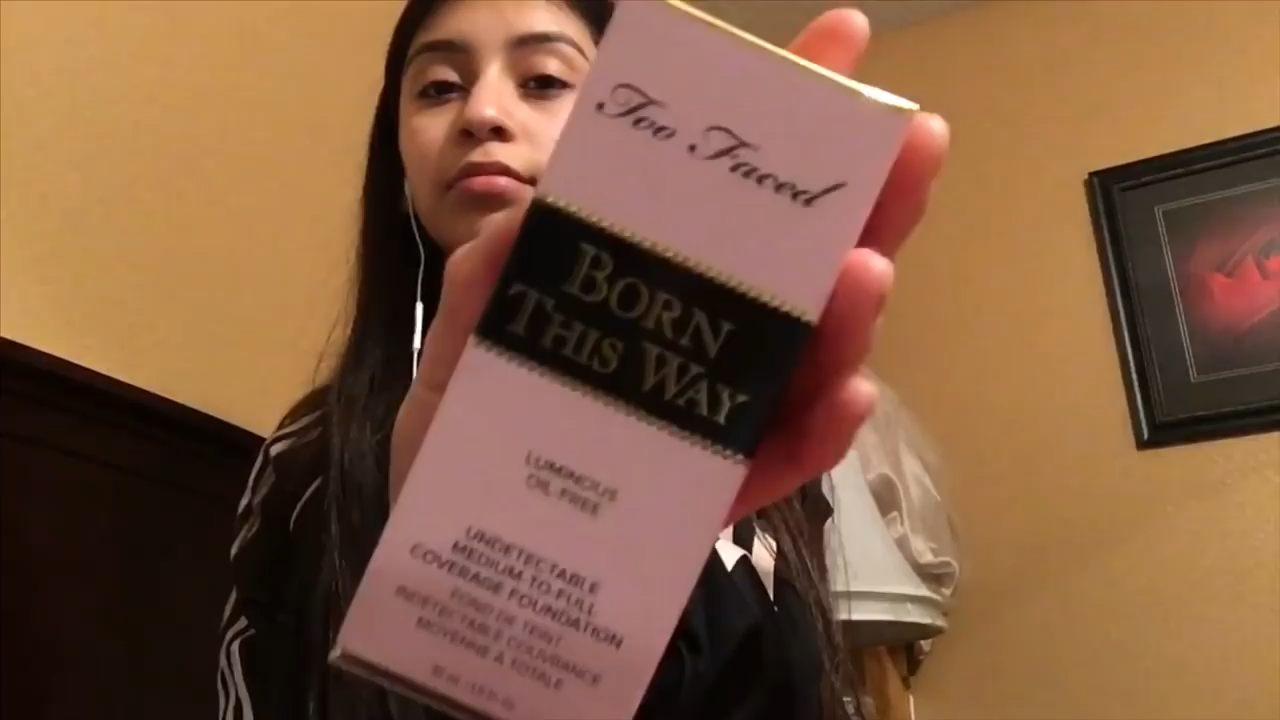 Too Faced
BORN
THIS WAY
LUMINOUS
OIL-FREE
UNDETECTABLE
MEDIUM-TO-FULL
COVERAGE FOUNDATION
FOND DE TEINT
INDÉTECTABLE COUVRANCE
MOYENNE À TOTALE